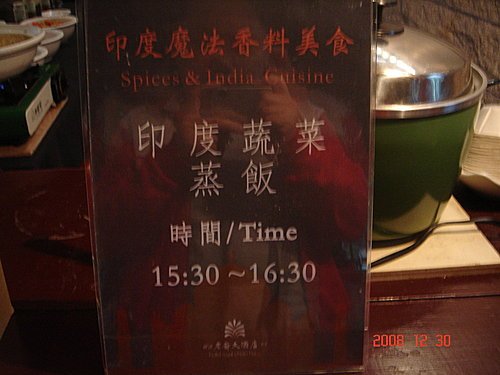 印度魔法香料美食
Spices & India Cuisine
印度蔬菜
蒸飯
時間/Time
15:30~16:30
2008 12 30